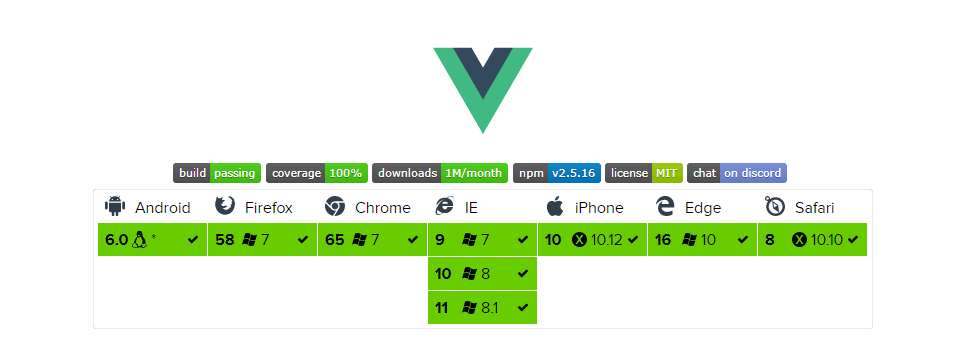 build passing coverage 100% downloads 1M/month npm v2.5.16 license MIT chat on discord
Android Firefox Chrome IE iPhone Edge Safari
6.0 * 58 7 65 7 9 7 10 10.12 16 10 8 10.10
10 8
11 8.1